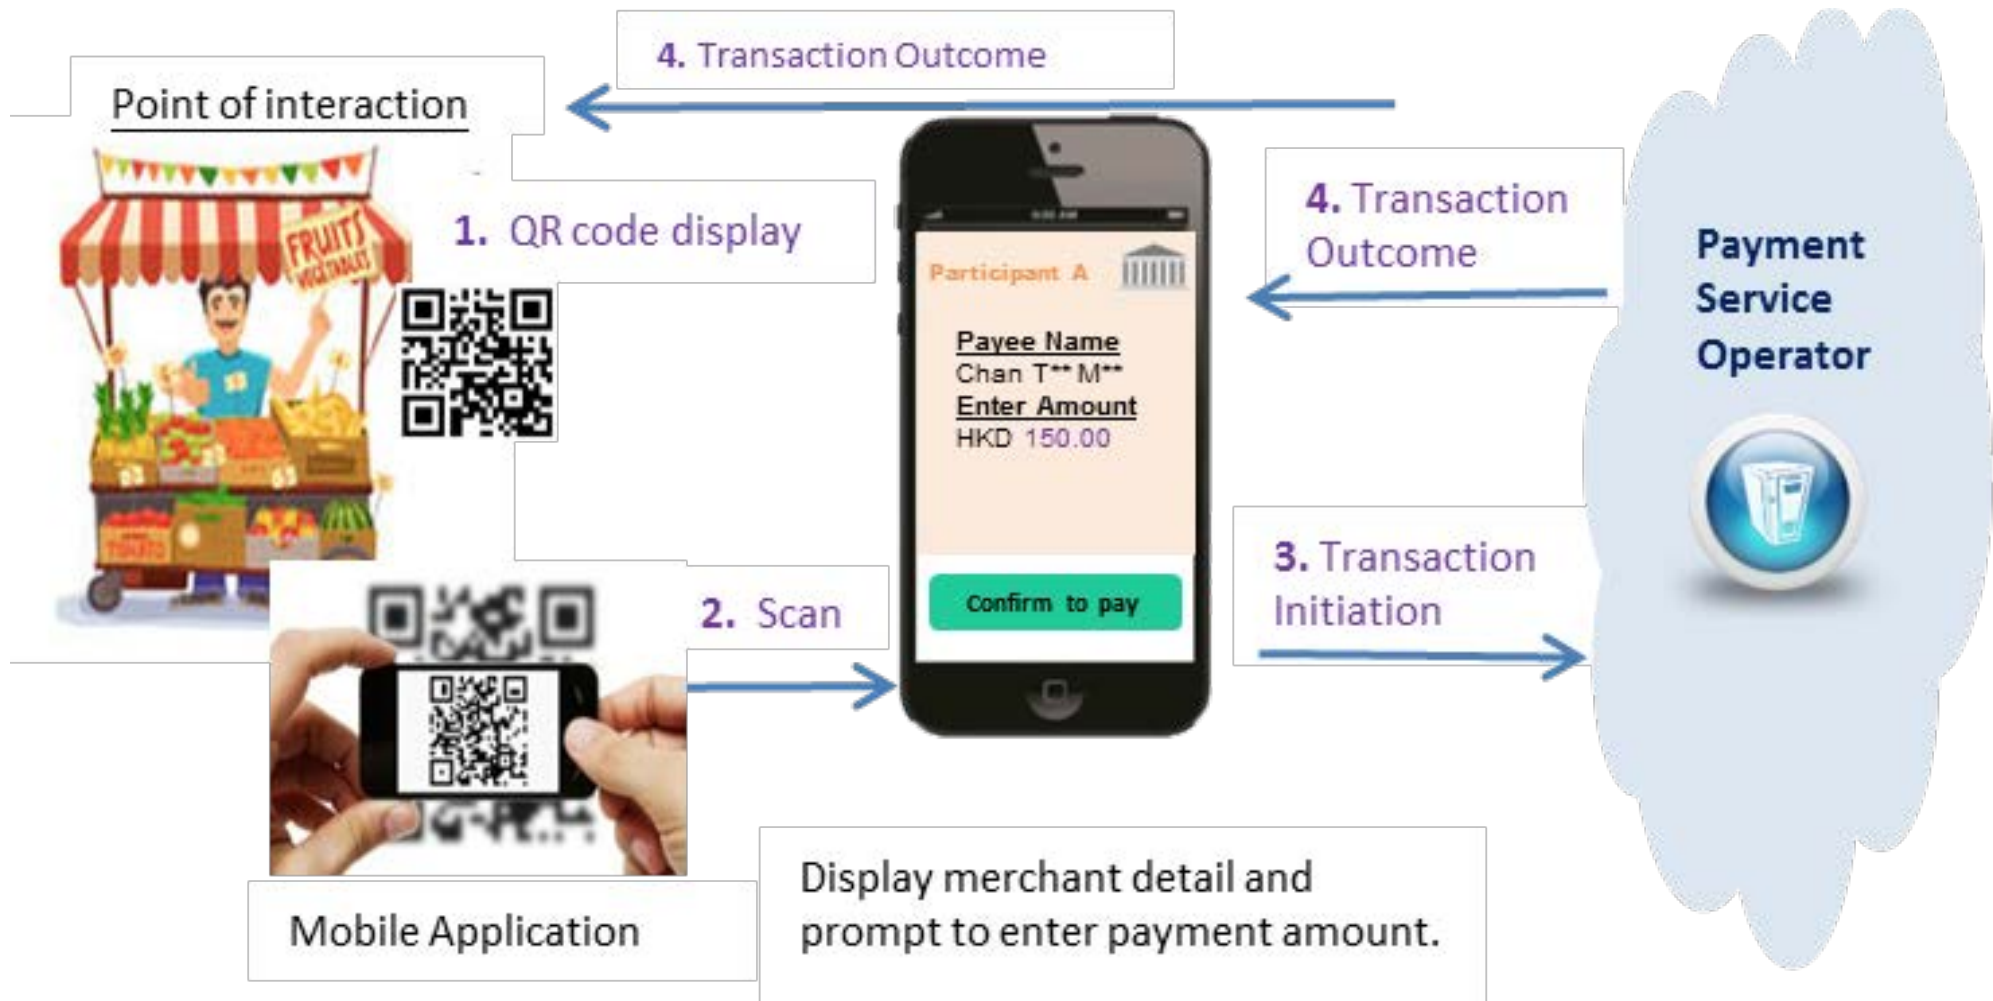 4. Transaction Outcome
Point of interaction
FRUITS
VEGETABLES
1. QR code display
4. Transaction
Outcome
Payment
Service
Operator
Participant A
Payee Name
Chan T** M**
Enter Amount
HKD 150.00
TOMATO
3. Transaction
Initiation
2. Scan
Confirm to pay
Display merchant detail and
prompt to enter payment amount.
Mobile Application